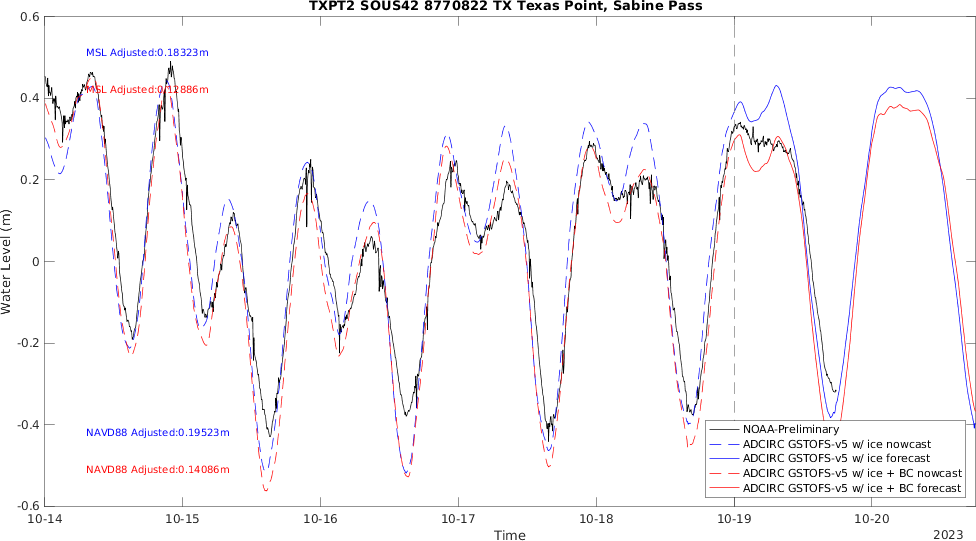 TXPT2 SOUS42 8770822 TX Texas Point, Sabine Pass
0.6
0.4
0.2
0
-0.2
-0.4
-0.6
Water Level (m)
MSL Adjusted:0.18323m
MSL Adjusted:0.12886m
NAVD88 Adjusted:0.19523m
NAVD88 Adjusted:0.14086m
NOAA-Preliminary
ADCIRC GSTOFS-v5 w/ ice nowcast
ADCIRC GSTOFS-v5 w/ ice forecast
ADCIRC GSTOFS-v5 w/ ice + BC nowcast
ADCIRC GSTOFS-v5 w/ ice + BC forecast
10-14 10-15 10-16 10-17 10-18 10-19 10-20
Time
2023